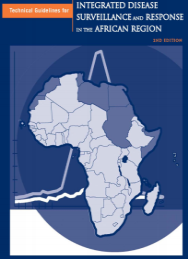 Technical Guidelines for
INTEGRATED DISEASE
SURVEILLANCE AND RESPONSE
IN THE AFRICAN REGION
2ND EDITION